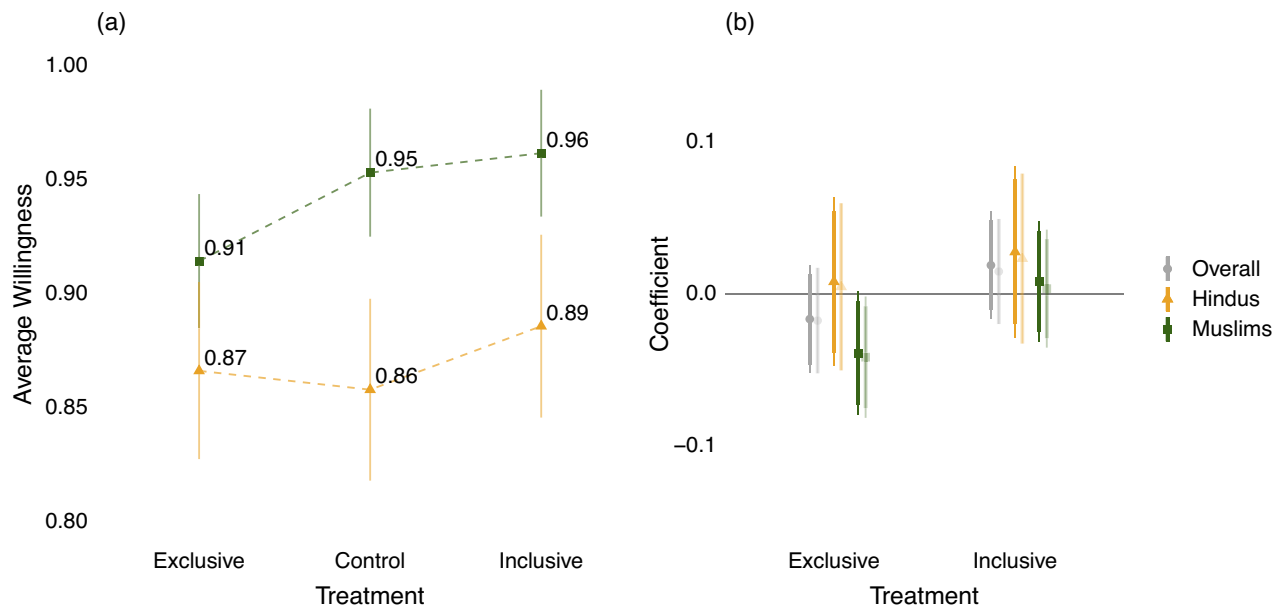 (a)
1.00
0.95
0.90
0.85
0.80
Average Willingness
0.91
0.95
0.96
0.87
0.86
0.89
Exclusive Control Inclusive
Treatment
(b)
0.1
0.0
−0.1
Coefficient
Exclusive Inclusive
Treatment
Overall
Hindus
Muslims